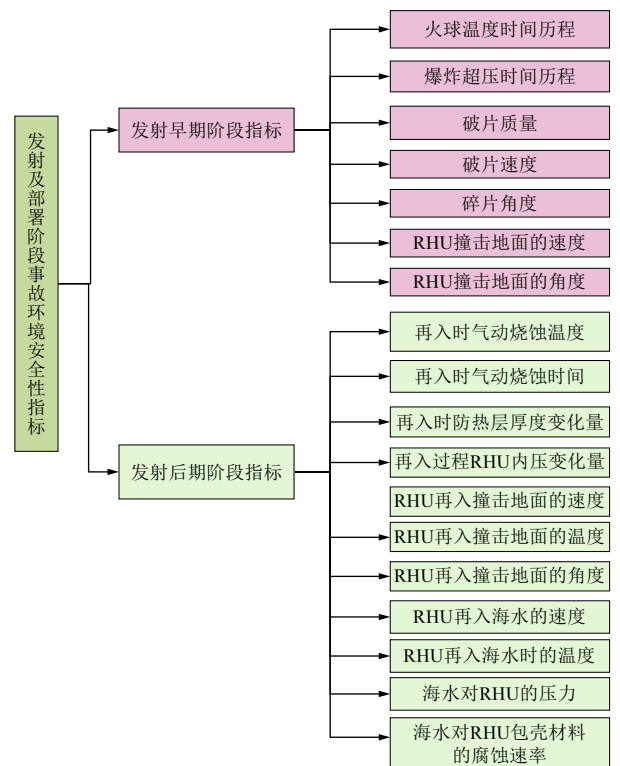 发射及部署阶段事故环境安全性指标
发射早期阶段指标
火球温度时间历程
爆炸超压时间历程
破片质量
破片速度
碎片角度
RHU撞击地面的速度
RHU撞击地面的角度
发射后期阶段指标
再入时气动烧蚀温度
再入时气动烧蚀时间
再入时防热层厚度变化量
再入过程RHU内压变化量
RHU再入撞击地面的速度
RHU再入撞击地面的温度
RHU再入撞击地面的角度
RHU再入海水的速度
RHU再入海水时的温度
海水对RHU的压力
海水对RHU包壳材料
的腐蚀速率